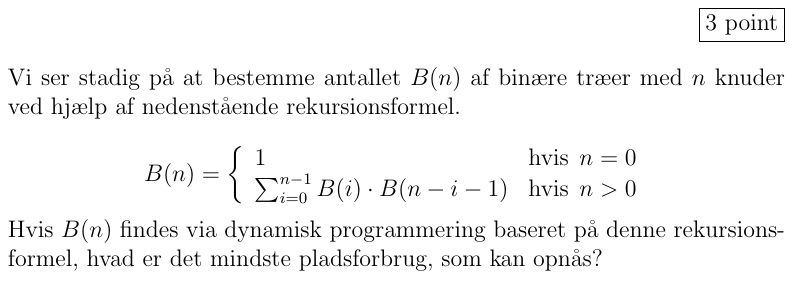 3 point
Vi ser stadig på at bestemme antallet B(n) af binære træer med n knuder
ved hjælp af nedenstående rekursionsformel.
B(n) = { 1 hvis n = 0
∑_{i=0}^{n−1} B(i) · B(n − i − 1) hvis n > 0
Hvis B(n) findes via dynamisk programmering baseret på denne rekursions-
formel, hvad er det mindste pladsforbrug, som kan opnås?